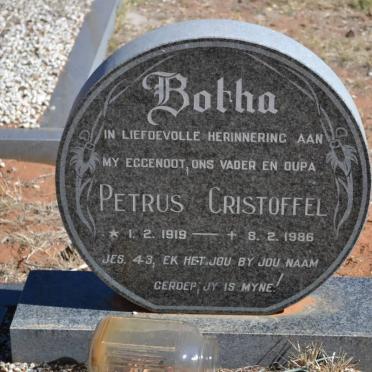 Botha
IN LIEFDEVOLLE HERINNERING AAN
MY EGGENOOT, ONS VADER EN OUPA
PETRUS CRISTOFFEL
* 1. 2. 1919 — + 8. 2. 1986
JES. 43, EK HET JOU BY JOU NAAM
GEROEP, JY IS MYNE!